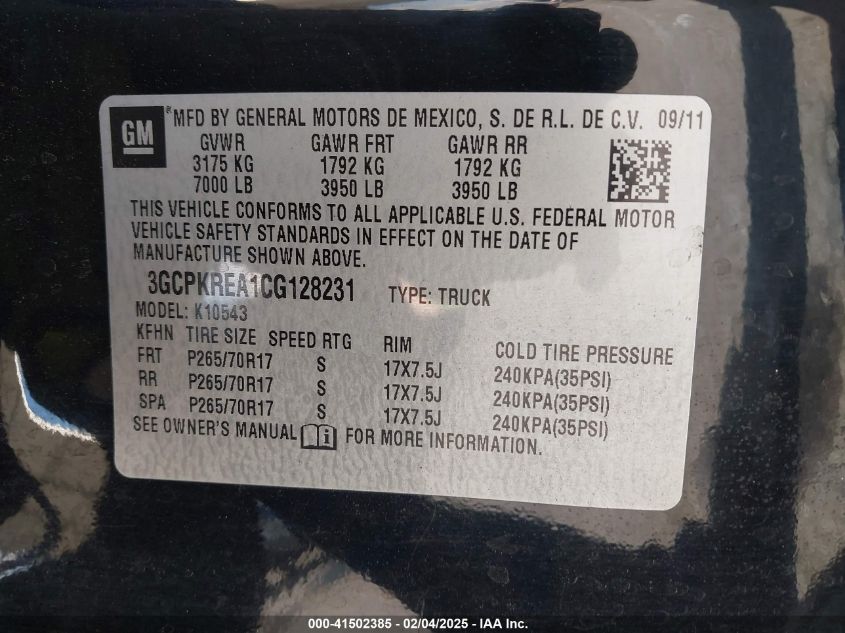 GM
®MFD BY GENERAL MOTORS DE MEXICO, S. DE R.L. DE C.V. 09/11
GVWR GAWR FRT GAWR RR
3175 KG 1792 KG 1792 KG
7000 LB 3950 LB 3950 LB
THIS VEHICLE CONFORMS TO ALL APPLICABLE U.S. FEDERAL MOTOR
VEHICLE SAFETY STANDARDS IN EFFECT ON THE DATE OF
MANUFACTURE SHOWN ABOVE.
3GCPKREA1CG128231 TYPE: TRUCK
MODEL: K10543
KFHN TIRE SIZE SPEED RTG RIM COLD TIRE PRESSURE
FRT P265/70R17 S 17X7.5J 240KPA(35PSI)
RR P265/70R17 S 17X7.5J 240KPA(35PSI)
SPA P265/70R17 S 17X7.5J 240KPA(35PSI)
SEE OWNER'S MANUAL i FOR MORE INFORMATION.
000-41502385 - 02/04/2025 - IAA Inc.